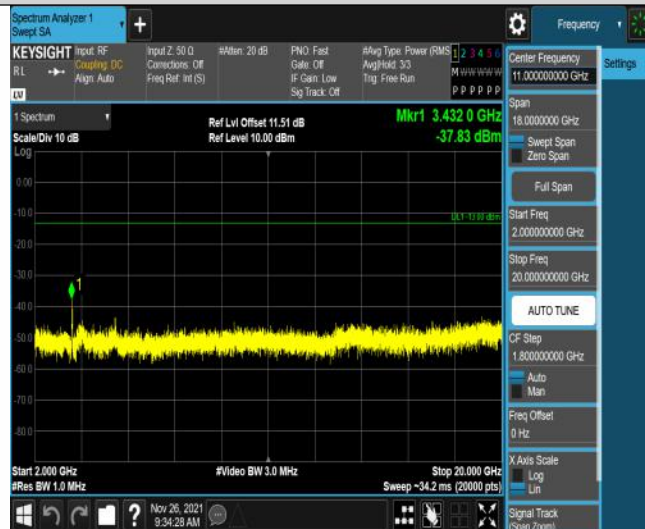 Spectrum Analyzer 1
Swept SA
+
Frequency
KEYSIGHT
RL
LV
Input: RF
Coupling: DC
Align: Auto
Input Z: 50 Ω
Corrections: Off
Freq Ref: Int (S)
#Atten: 20 dB
PNO: Fast
Gate: Off
IF Gain: Low
Sig Track: Off
#Avg Type: Power (RMS
Avg|Hold: 3/3
Trig: Free Run
1 2 3 4 5 6
M W W W W W
P P P P P P
Center Frequency
11.000000000 GHz
Settings
Span
18.0000000 GHz
Swept Span
Zero Span
Full Span
Start Freq
2.000000000 GHz
Stop Freq
20.000000000 GHz
AUTO TUNE
CF Step
1.800000000 GHz
Auto
Man
Freq Offset
0 Hz
X Axis Scale
Log
Lin
Signal Track
(Span Zoom)
1 Spectrum
Scale/Div 10 dB
Log
Ref Lvl Offset 11.51 dB
Ref Level 10.00 dBm
Mkr1 3.432 0 GHz
-37.83 dBm
0.00
-10.0
DL1 -13.00 dBm
-20.0
-30.0
1
-40.0
-50.0
-60.0
-70.0
-80.0
Start 2.000 GHz
#Res BW 1.0 MHz
#Video BW 3.0 MHz
Stop 20.000 GHz
Sweep ~34.2 ms (20000 pts)
?
Nov 26, 2021
9:34:28 AM